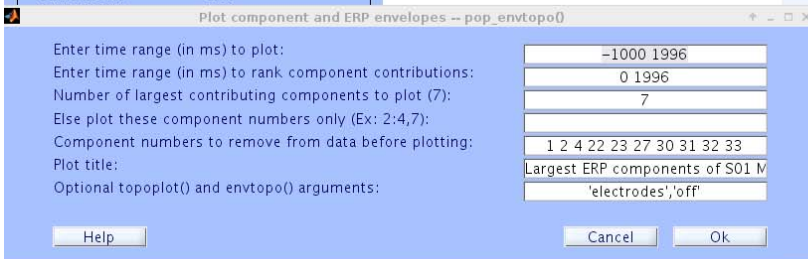 Plot component and ERP envelopes -- pop_envtopo()
Enter time range (in ms) to plot: -1000 1996
Enter time range (in ms) to rank component contributions: 0 1996
Number of largest contributing components to plot (7): 7
Else plot these component numbers only (Ex: 2:4,7):
Component numbers to remove from data before plotting: 1 2 4 22 23 27 30 31 32 33
Plot title: Largest ERP components of S01 M
Optional topoplot() and envtopo() arguments: 'electrodes','off'
Help Cancel Ok